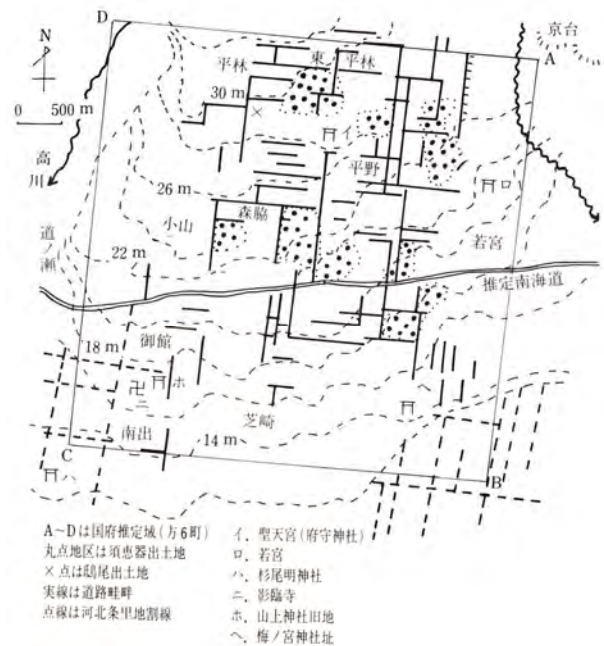 D
京台
N
A
東
平林
平林
30 m
×
0 500 m
イ
高川
平野
ロ
26 m
森脇
小山
若宮
道ノ瀬
22 m
推定南海道
御館
18 m
ホ
卍
ニ
ヘ
芝崎
南出
14 m
C
ハ
B
A～Dは国府推定域(方6町)
丸点地区は須恵器出土地
×点は鴟尾出土地
実線は道路畦畔
点線は河北条里地割線
イ．聖天宮(府守神社)
ロ．若宮
ハ．杉尾明神社
ニ．影臨寺
ホ．山上神社旧地
ヘ．梅ノ宮神社址